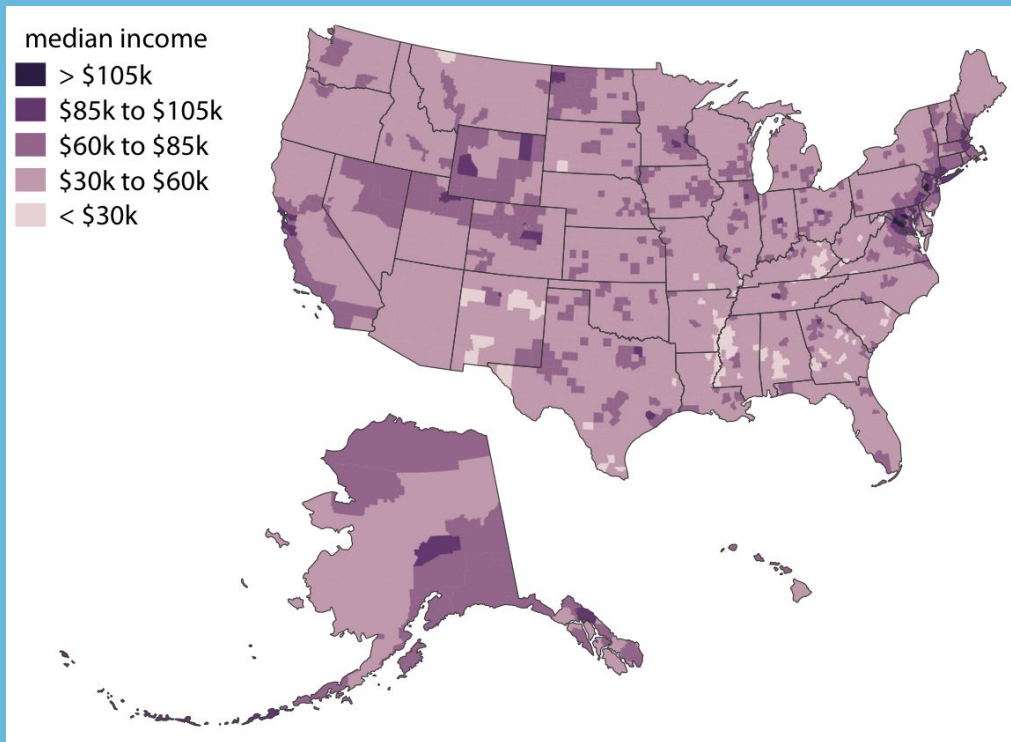 median income
> $105k
$85k to $105k
$60k to $85k
$30k to $60k
< $30k